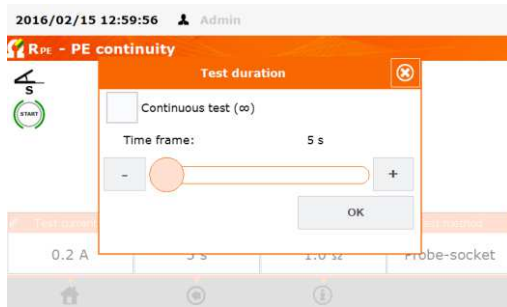 2016/02/15 12:59:56 Admin
RPE - PE continuity
Test duration
S
Continuous test (∞)
START
Time frame: 5 s
- +
OK
0.2 A 5 s 1.0 Ω Probe-socket